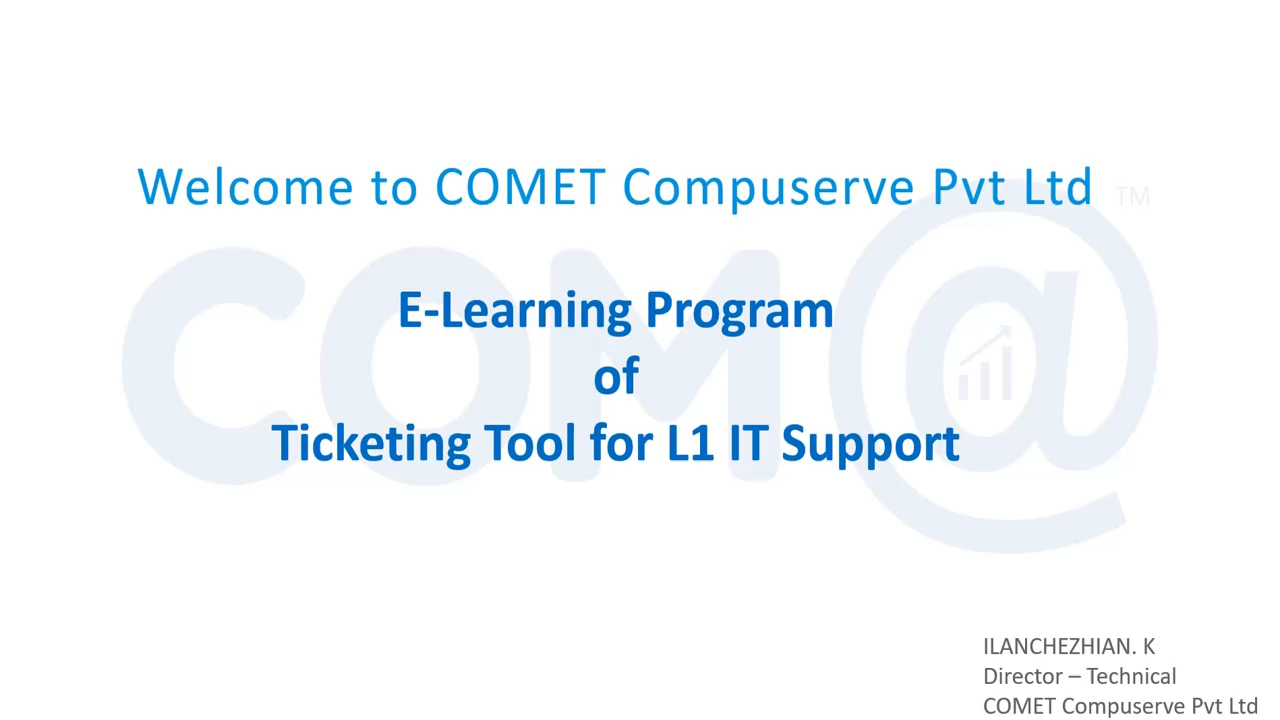 Welcome to COMET Compuserve Pvt Ltd
TM
COM@
E-Learning Program
of
Ticketing Tool for L1 IT Support
ILANCHEZHIAN. K
Director – Technical
COMET Compuserve Pvt Ltd